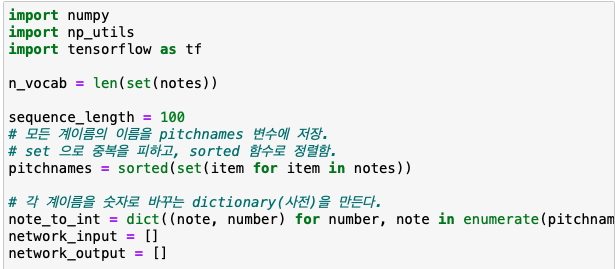 import numpy
import np_utils
import tensorflow as tf
n_vocab = len(set(notes))
sequence_length = 100
# 모든 계이름의 이름을 pitchnames 변수에 저장.
# set 으로 중복을 피하고, sorted 함수로 정렬함.
pitchnames = sorted(set(item for item in notes))
# 각 계이름을 숫자로 바꾸는 dictionary(사전)을 만든다.
note_to_int = dict((note, number) for number, note in enumerate(pitchnam
network_input = []
network_output = []